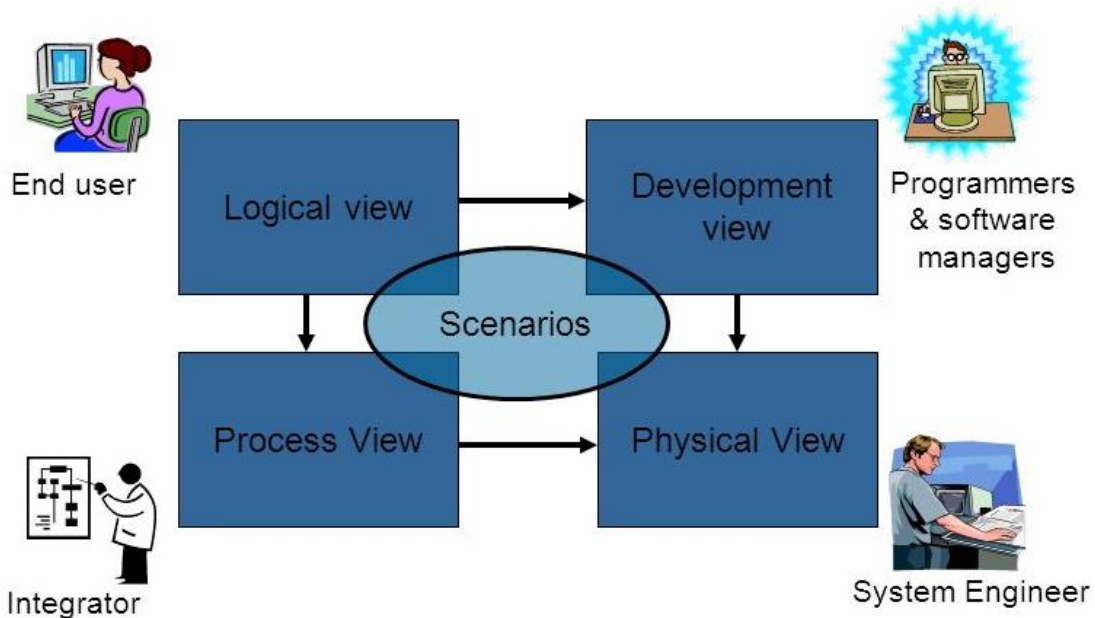 End user
Logical view
Development
view
Programmers
& software
managers
Scenarios
Process View
Physical View
Integrator
System Engineer